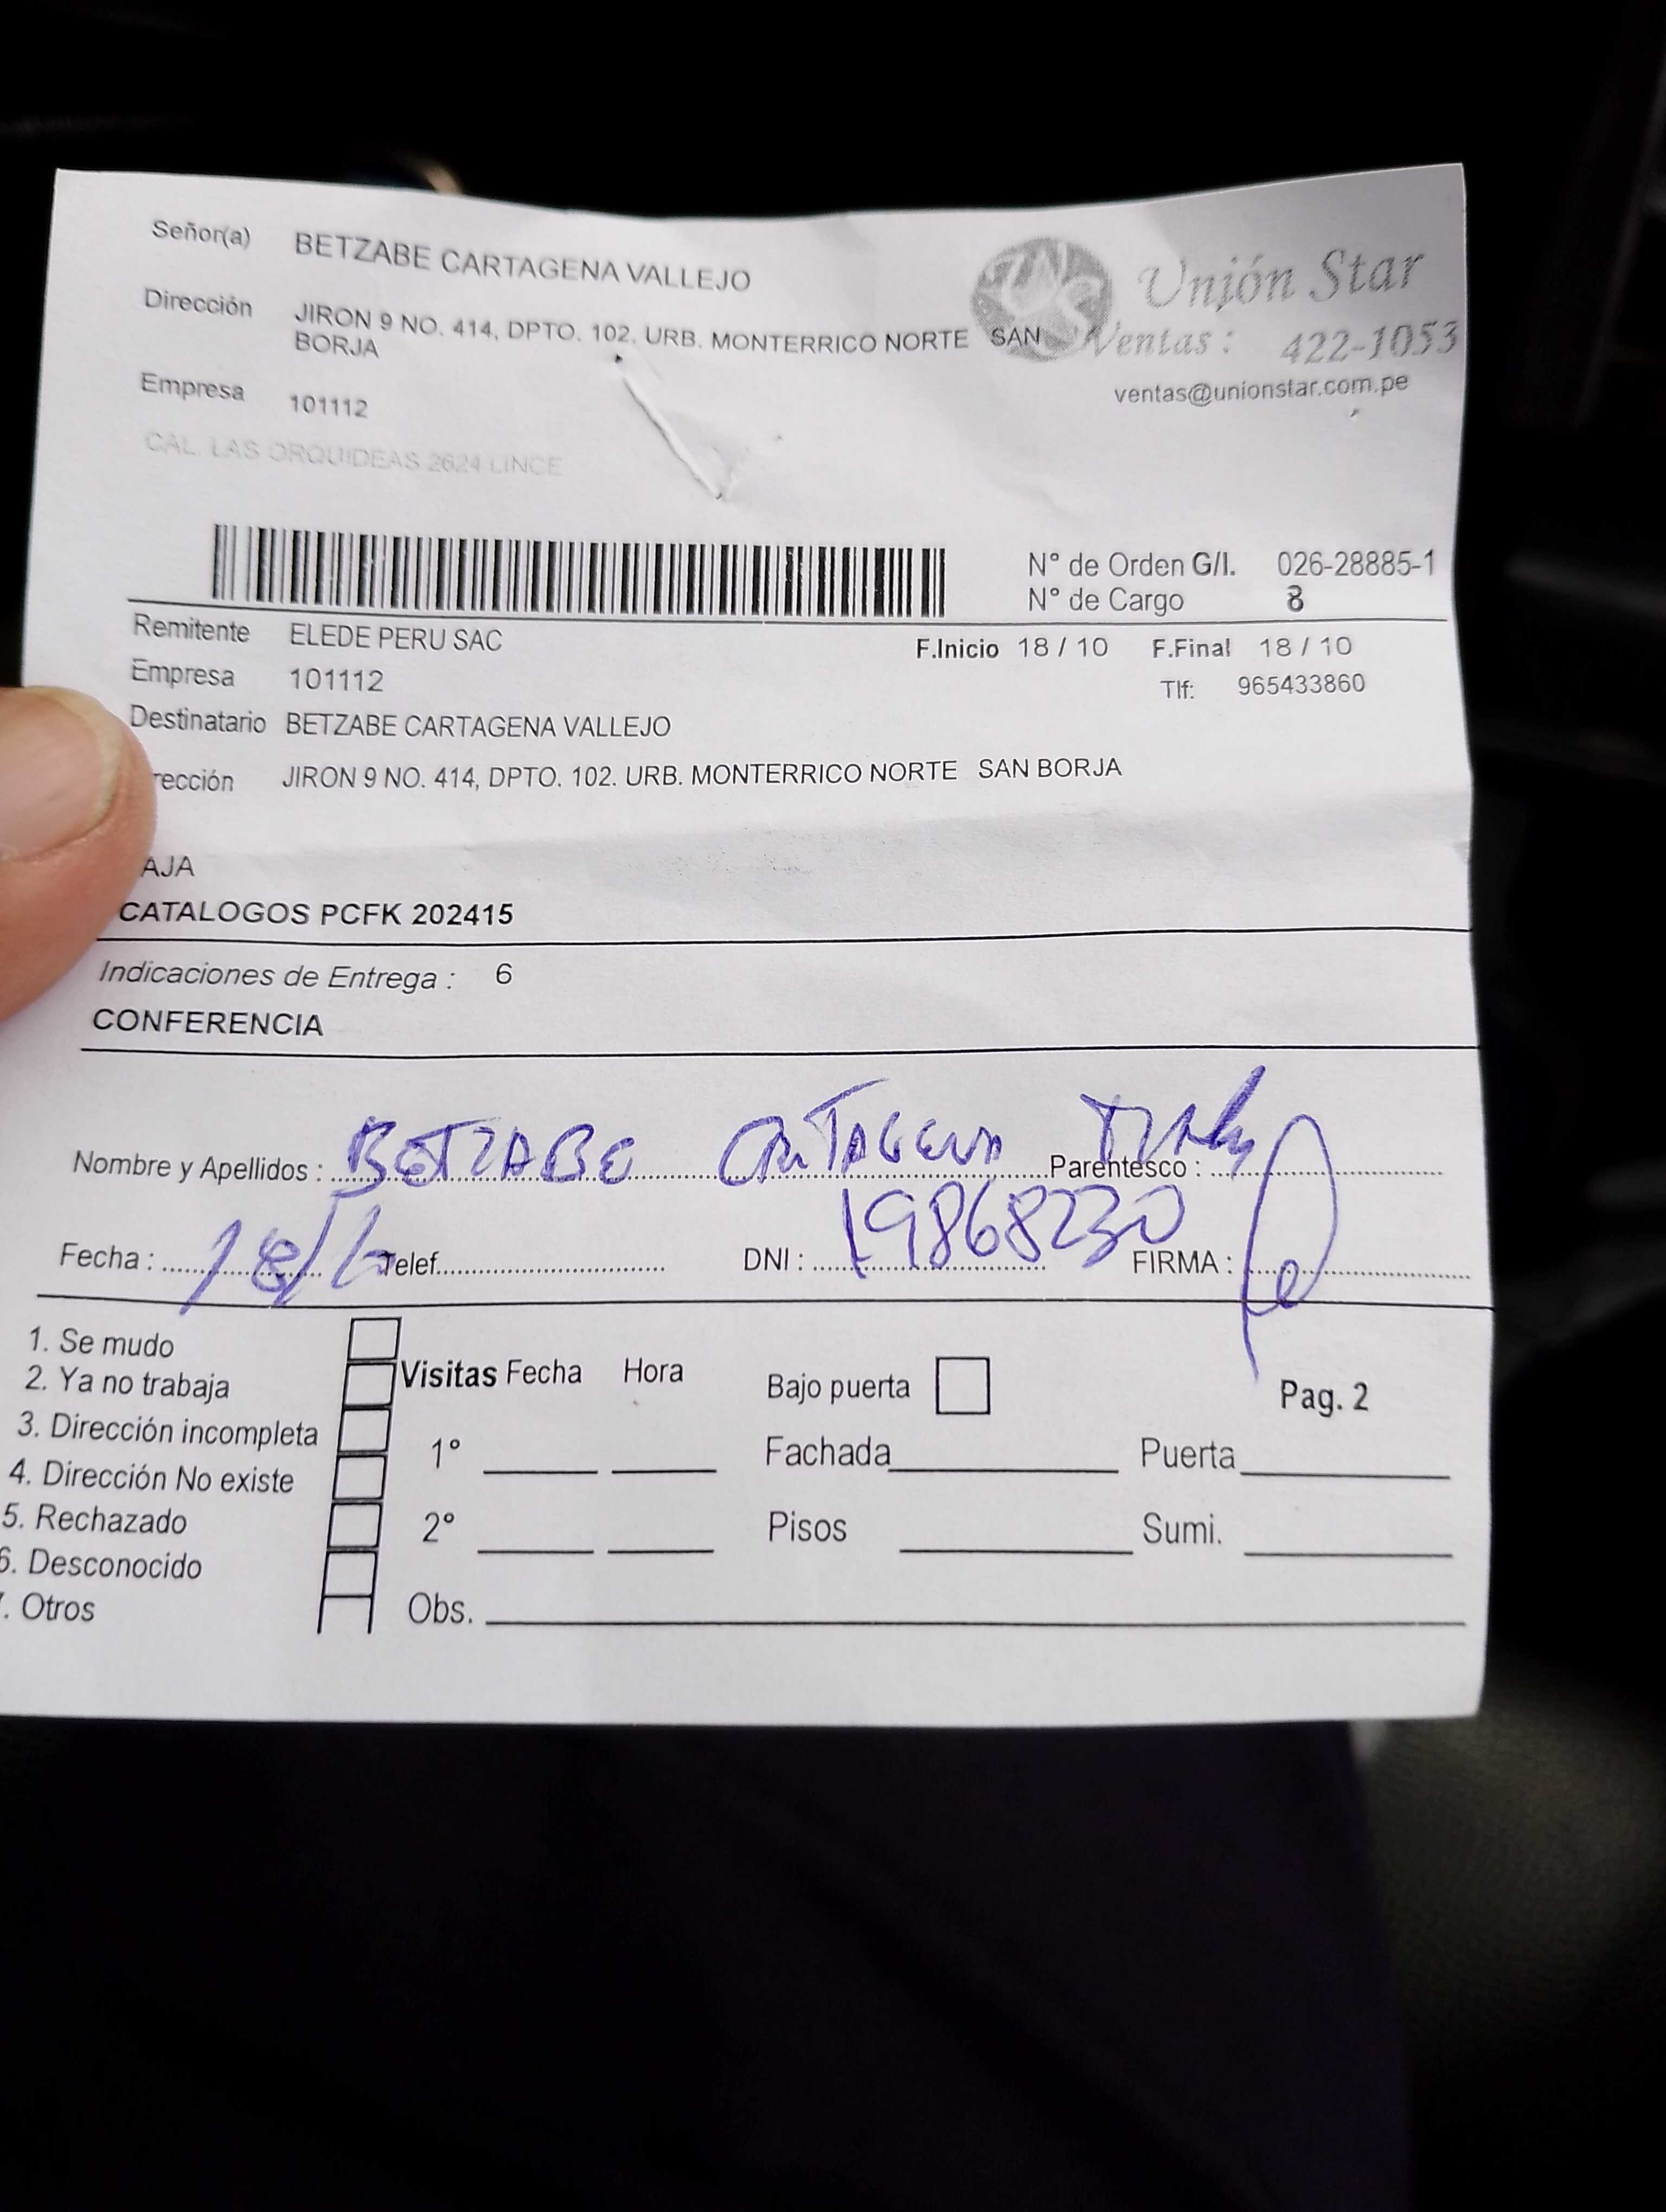 Señor(a) BETZABE CARTAGENA VALLEJO
Unión Star
Dirección JIRON 9 NO. 414, DPTO. 102. URB. MONTERRICO NORTE SAN
BORJA
Ventas : 422-1053
ventas@unionstar.com.pe
Empresa 101112
CAL. LAS ORQUIDEAS 2624 LINCE
N° de Orden G/I. 026-28885-1
N° de Cargo 8
Remitente ELEDE PERU SAC
F.Inicio 18 / 10 F.Final 18 / 10
Empresa 101112
Tlf: 965433860
Destinatario BETZABE CARTAGENA VALLEJO
rección JIRON 9 NO. 414, DPTO. 102. URB. MONTERRICO NORTE SAN BORJA
AJA
CATALOGOS PCFK 202415
Indicaciones de Entrega : 6
CONFERENCIA
Nombre y Apellidos : BETZABE CARTAGENA Parentesco :
Fecha : 18/ Telef. DNI : 19868230 FIRMA :
1. Se mudo
2. Ya no trabaja
3. Dirección incompleta
4. Dirección No existe
5. Rechazado
6. Desconocido
. Otros
Visitas Fecha Hora Bajo puerta Pag. 2
1° Fachada Puerta
2° Pisos Sumi.
Obs.